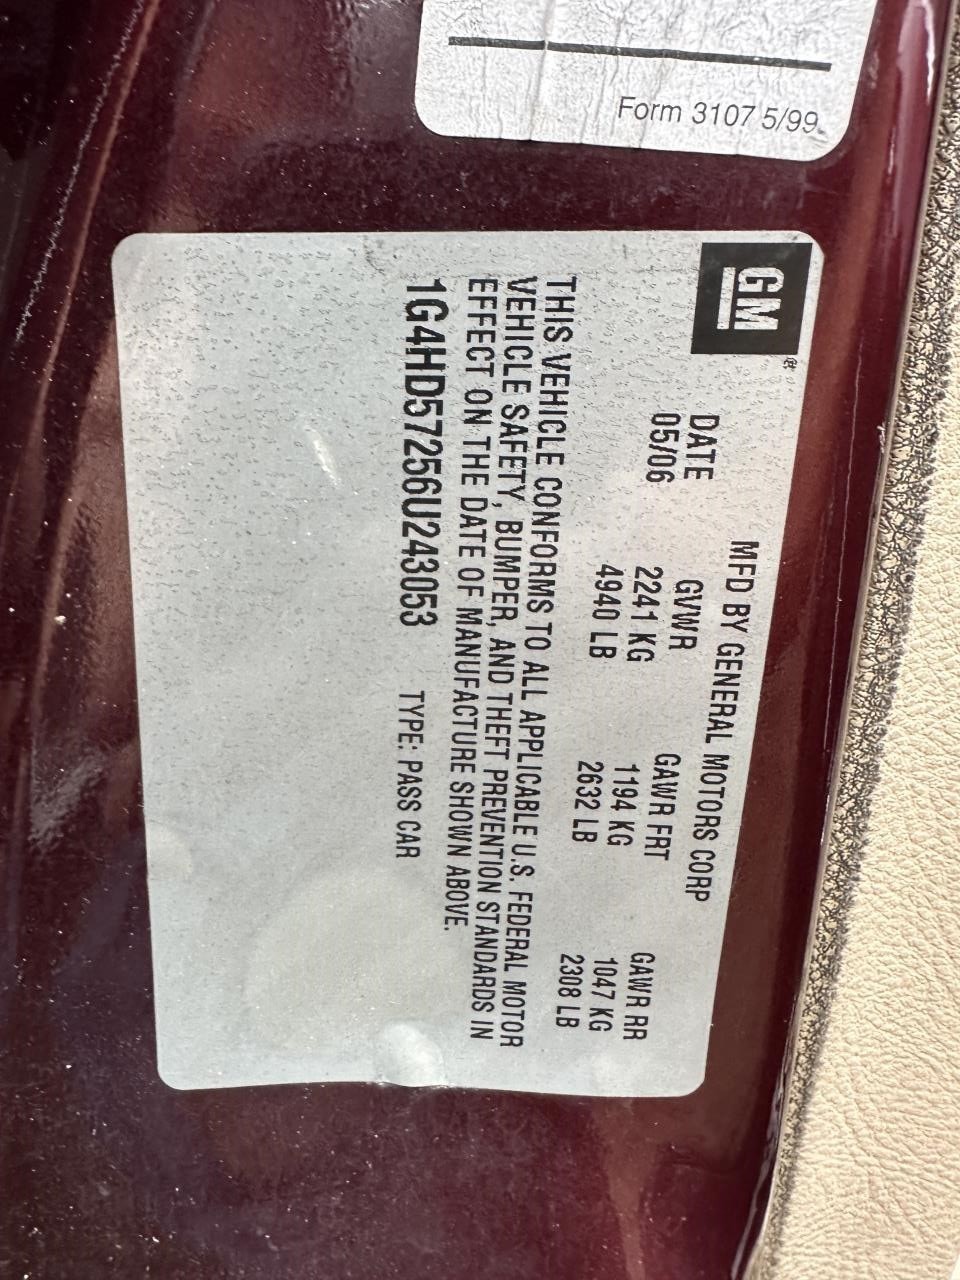 Form 3107 5/99
GM
®
MFD BY GENERAL MOTORS CORP
DATE GVWR GAWR FRT GAWR RR
05/06 2241 KG 1194 KG 1047 KG
4940 LB 2632 LB 2308 LB
THIS VEHICLE CONFORMS TO ALL APPLICABLE U.S. FEDERAL MOTOR
VEHICLE SAFETY, BUMPER, AND THEFT PREVENTION STANDARDS IN
EFFECT ON THE DATE OF MANUFACTURE SHOWN ABOVE.
1G4HD57256U243053 TYPE: PASS CAR